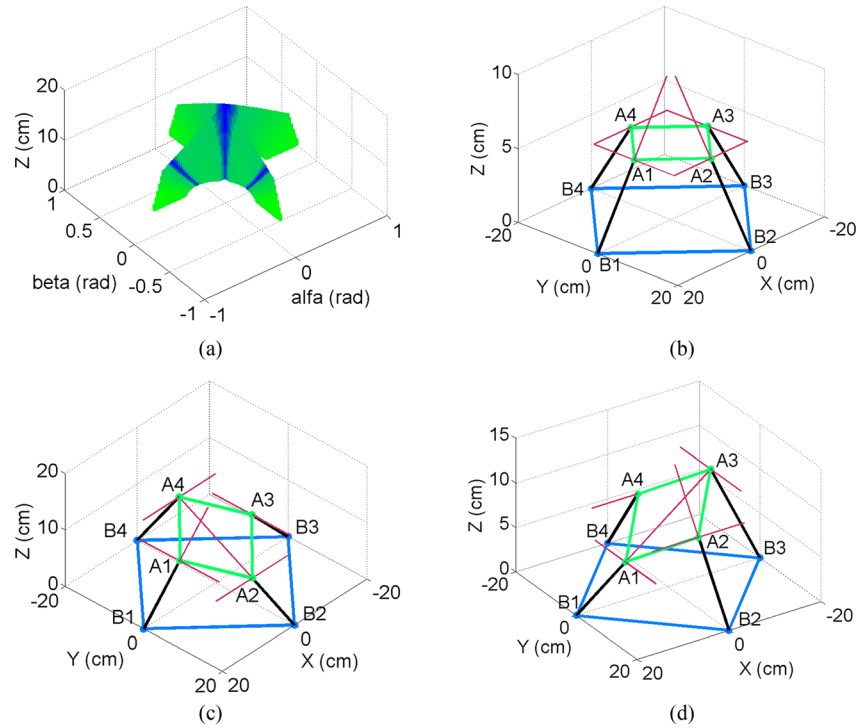 20
10
0
Z (cm)
1
0.5
0
-0.5
-1
beta (rad)
-1
0
1
alfa (rad)
(a)
10
5
0
Z (cm)
-20
0
20
Y (cm)
20
0
-20
X (cm)
A4
A3
A1
A2
B4
B3
B1
B2
(b)
20
10
0
Z (cm)
-20
0
20
Y (cm)
20
0
-20
X (cm)
A4
A3
B4
B3
A1
A2
B1
B2
(c)
15
10
5
0
Z (cm)
-20
0
20
Y (cm)
20
0
-20
X (cm)
A3
A4
B4
A2
B3
A1
B1
B2
(d)